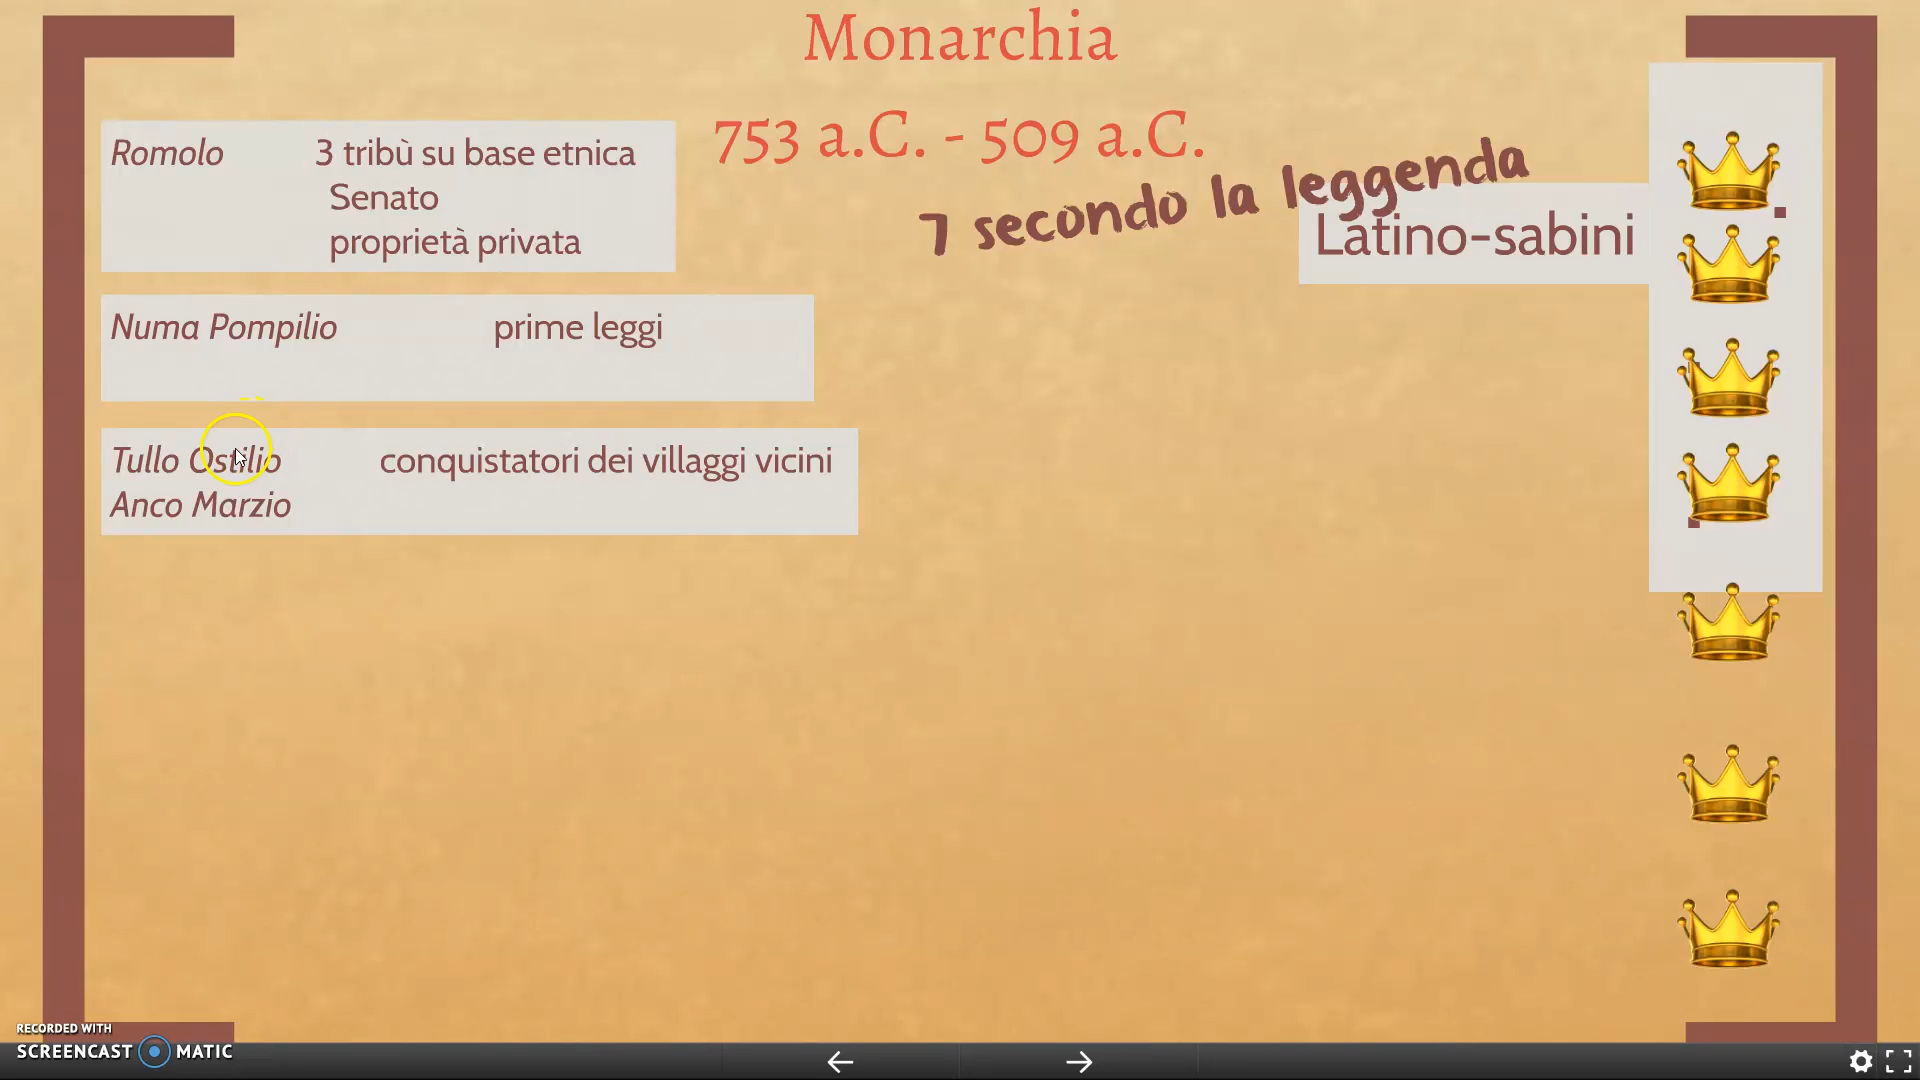 Monarchia
753 a.C. - 509 a.C.
7 secondo la leggenda
Latino-sabini
Romolo 3 tribù su base etnica
Senato
proprietà privata
Numa Pompilio prime leggi
Tullo Ostilio conquistatori dei villaggi vicini
Anco Marzio
RECORDED WITH
SCREENCAST MATIC